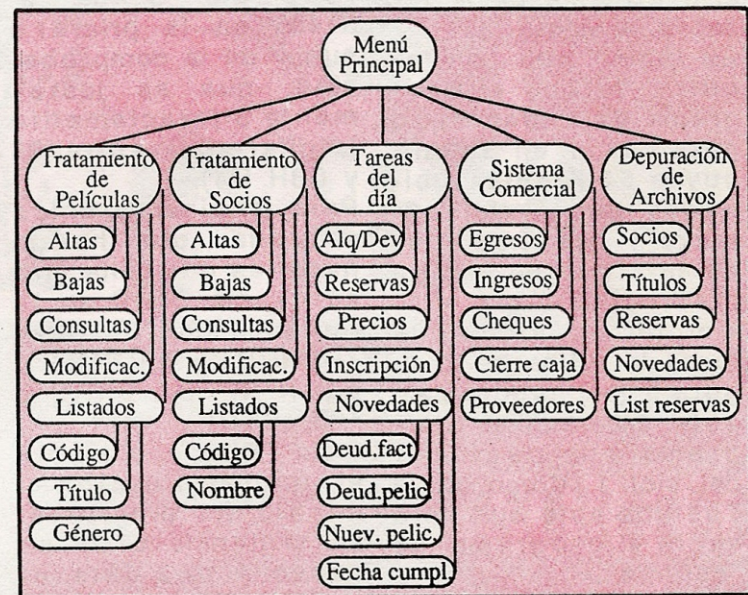 Menú
Principal
Tratamiento
de
Películas
Altas
Bajas
Consultas
Modificac.
Listados
Código
Título
Género
Tratamiento
de
Socios
Altas
Bajas
Consultas
Modificac.
Listados
Código
Nombre
Tareas
del
día
Alq/Dev
Reservas
Precios
Inscripción
Novedades
Deud.fact
Deud.pelic.
Nuev. pelic.
Fecha cumpl.
Sistema
Comercial
Egresos
Ingresos
Cheques
Cierre caja
Proveedores
Depuración
de
Archivos
Socios
Títulos
Reservas
Novedades
List reservas